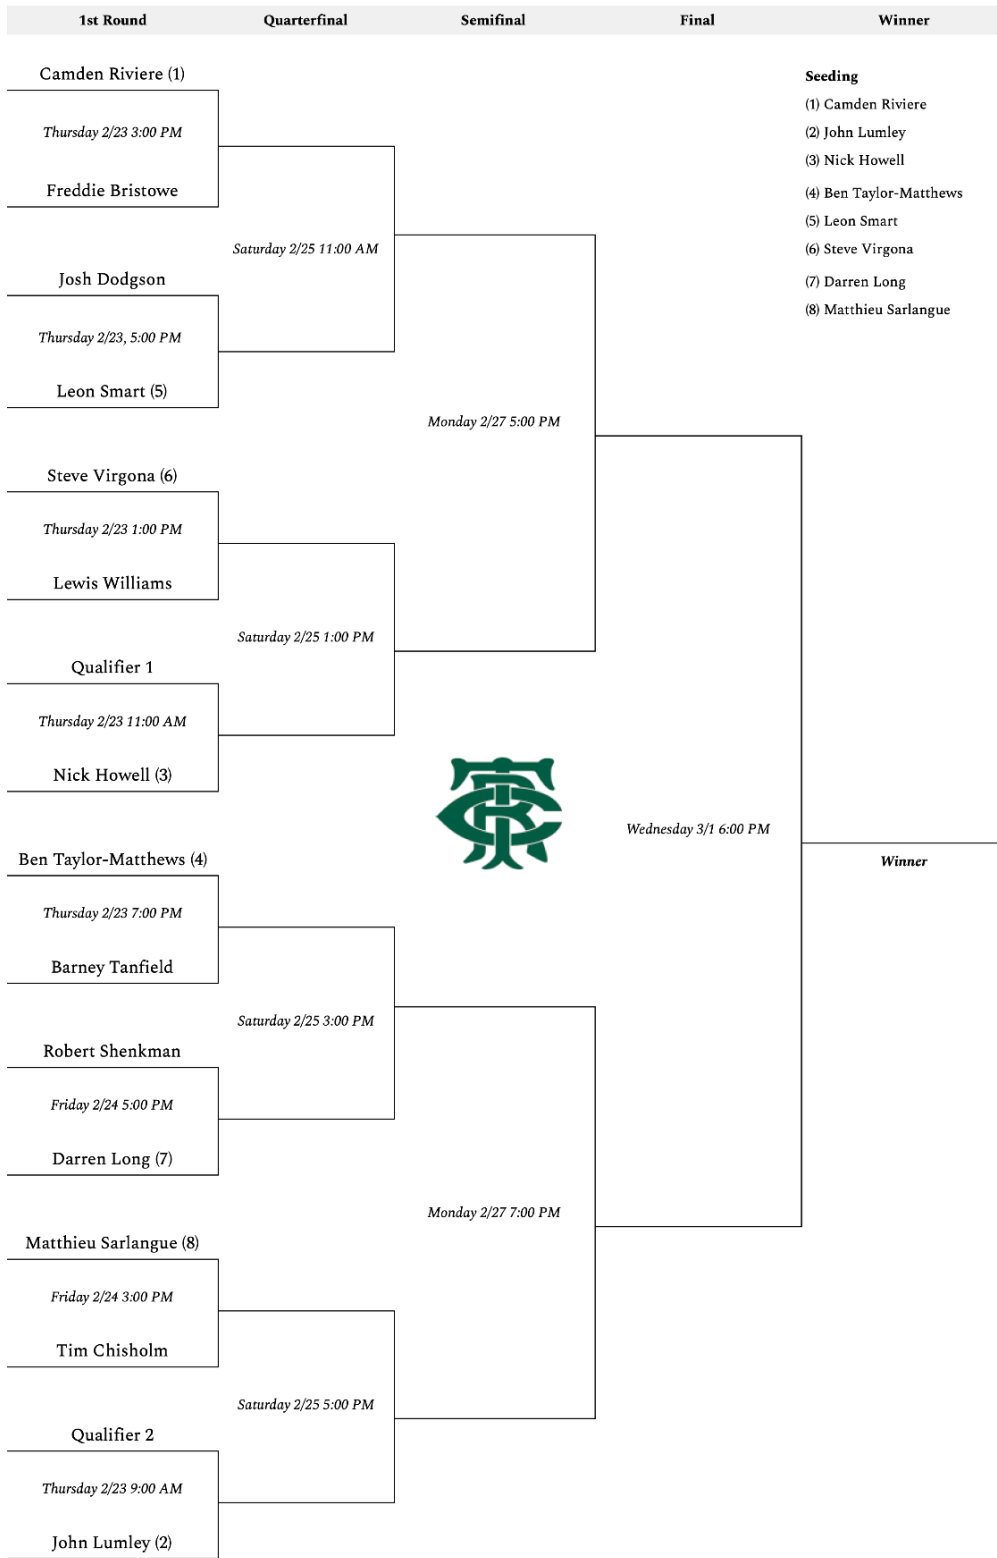 1st Round Quarterfinal Semifinal Final Winner
Camden Riviere (1)
Thursday 2/23 3:00 PM
Freddie Bristowe
Saturday 2/25 11:00 AM
Josh Dodgson
Thursday 2/23, 5:00 PM
Leon Smart (5)
Monday 2/27 5:00 PM
Steve Virgona (6)
Thursday 2/23 1:00 PM
Lewis Williams
Saturday 2/25 1:00 PM
Qualifier 1
Thursday 2/23 11:00 AM
Nick Howell (3)
Wednesday 3/1 6:00 PM
Winner
Ben Taylor-Matthews (4)
Thursday 2/23 7:00 PM
Barney Tanfield
Saturday 2/25 3:00 PM
Robert Shenkman
Friday 2/24 5:00 PM
Darren Long (7)
Monday 2/27 7:00 PM
Matthieu Sarlangue (8)
Friday 2/24 3:00 PM
Tim Chisholm
Saturday 2/25 5:00 PM
Qualifier 2
Thursday 2/23 9:00 AM
John Lumley (2)
Seeding
(1) Camden Riviere
(2) John Lumley
(3) Nick Howell
(4) Ben Taylor-Matthews
(5) Leon Smart
(6) Steve Virgona
(7) Darren Long
(8) Matthieu Sarlangue